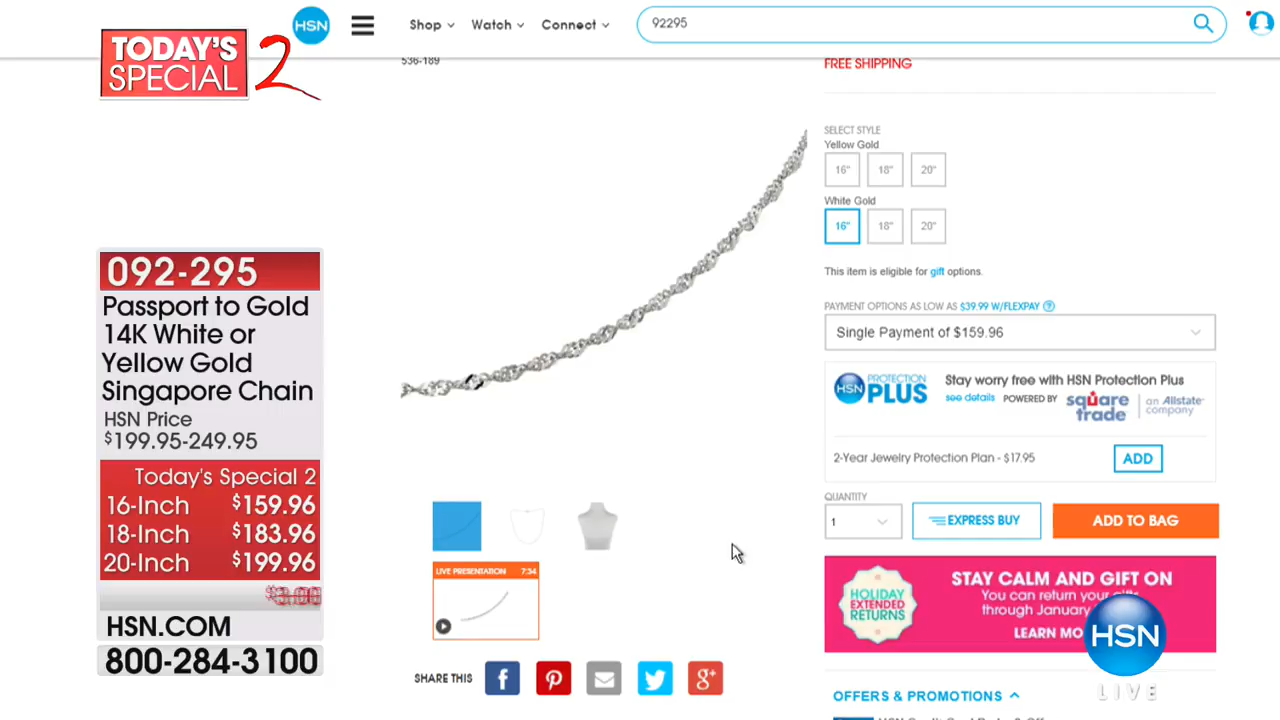 TODAY'S
SPECIAL 2
HSN
Shop
Watch
Connect
92295
536-189
FREE SHIPPING
SELECT STYLE
Yellow Gold
16" 18" 20"
White Gold
16" 18" 20"
This item is eligible for gift options.
PAYMENT OPTIONS AS LOW AS $39.99 W/FLEXPAY ?
Single Payment of $159.96
HSN PROTECTION PLUS
Stay worry free with HSN Protection Plus
see details POWERED BY square trade an Allstate company
2-Year Jewelry Protection Plan - $17.95
ADD
QUANTITY
1
EXPRESS BUY
ADD TO BAG
HOLIDAY
EXTENDED
RETURNS
STAY CALM AND GIFT ON
You can return your gifts
through January
LEARN MO
HSN
LIVE
OFFERS & PROMOTIONS
092-295
Passport to Gold
14K White or
Yellow Gold
Singapore Chain
HSN Price
$199.95-249.95
Today's Special 2
16-Inch $159.96
18-Inch $183.96
20-Inch $199.96
HSN.COM
800-284-3100
LIVE PRESENTATION 7:34
SHARE THIS
f
g+